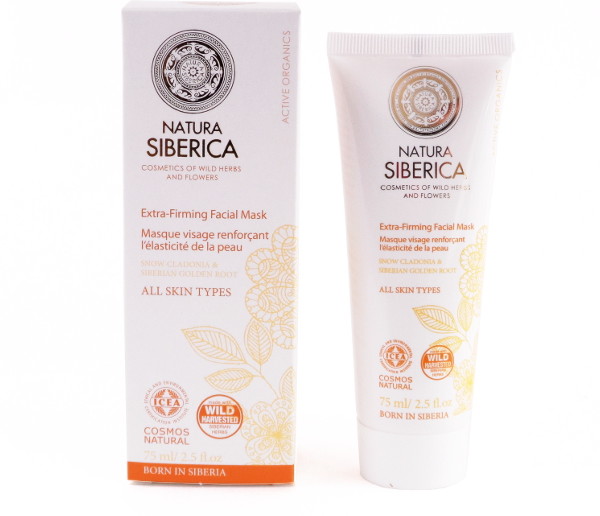 ACTIVE ORGANICS
NATURA
SIBERICA
COSMETICS OF WILD HERBS
AND FLOWERS
Extra-Firming Facial Mask
Masque visage renforçant
l'élasticité de la peau
SNOW CLADONIA &
SIBERIAN GOLDEN ROOT
ALL SKIN TYPES
ICEA
COSMOS
NATURAL
WILD
HARVESTED
SIBERIAN
HERBS
75 ml/ 2.5 fl.oz
BORN IN SIBERIA
ACTIVE ORGANICS
NATURA
SIBERICA
COSMETICS OF WILD HERBS
AND FLOWERS
Extra-Firming Facial Mask
Masque visage renforçant
l'élasticité de la peau
SNOW CLADONIA &
SIBERIAN GOLDEN ROOT
ALL SKIN TYPES
ICEA
COSMOS
NATURAL
WILD
HARVESTED
75 ml/ 2.5 fl.oz
BORN IN SIBERIA